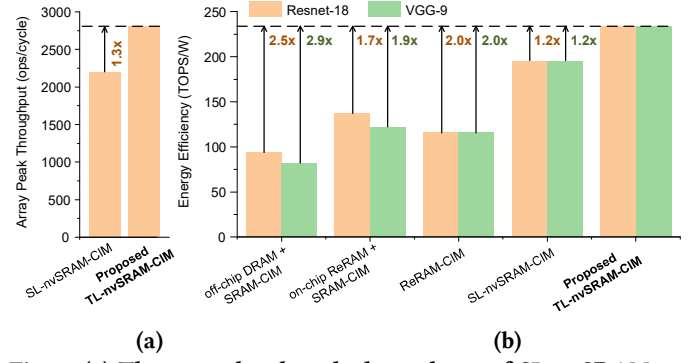 3000
2500
2000
1500
1000
500
0
Array Peak Throughput (ops/cycle)
1.3x
SL-nvSRAM-CIM
Proposed
TL-nvSRAM-CIM
(a)
250
225
200
150
100
50
25
0
Energy Efficiency (TOPS/W)
Resnet-18
VGG-9
2.5x 2.9x 1.7x 1.9x 2.0x 2.0x 1.2x 1.2x
off-chip DRAM +
SRAM-CIM
on-chip ReRAM +
SRAM-CIM
ReRAM-CIM
SL-nvSRAM-CIM
Proposed
TL-nvSRAM-CIM
(b)